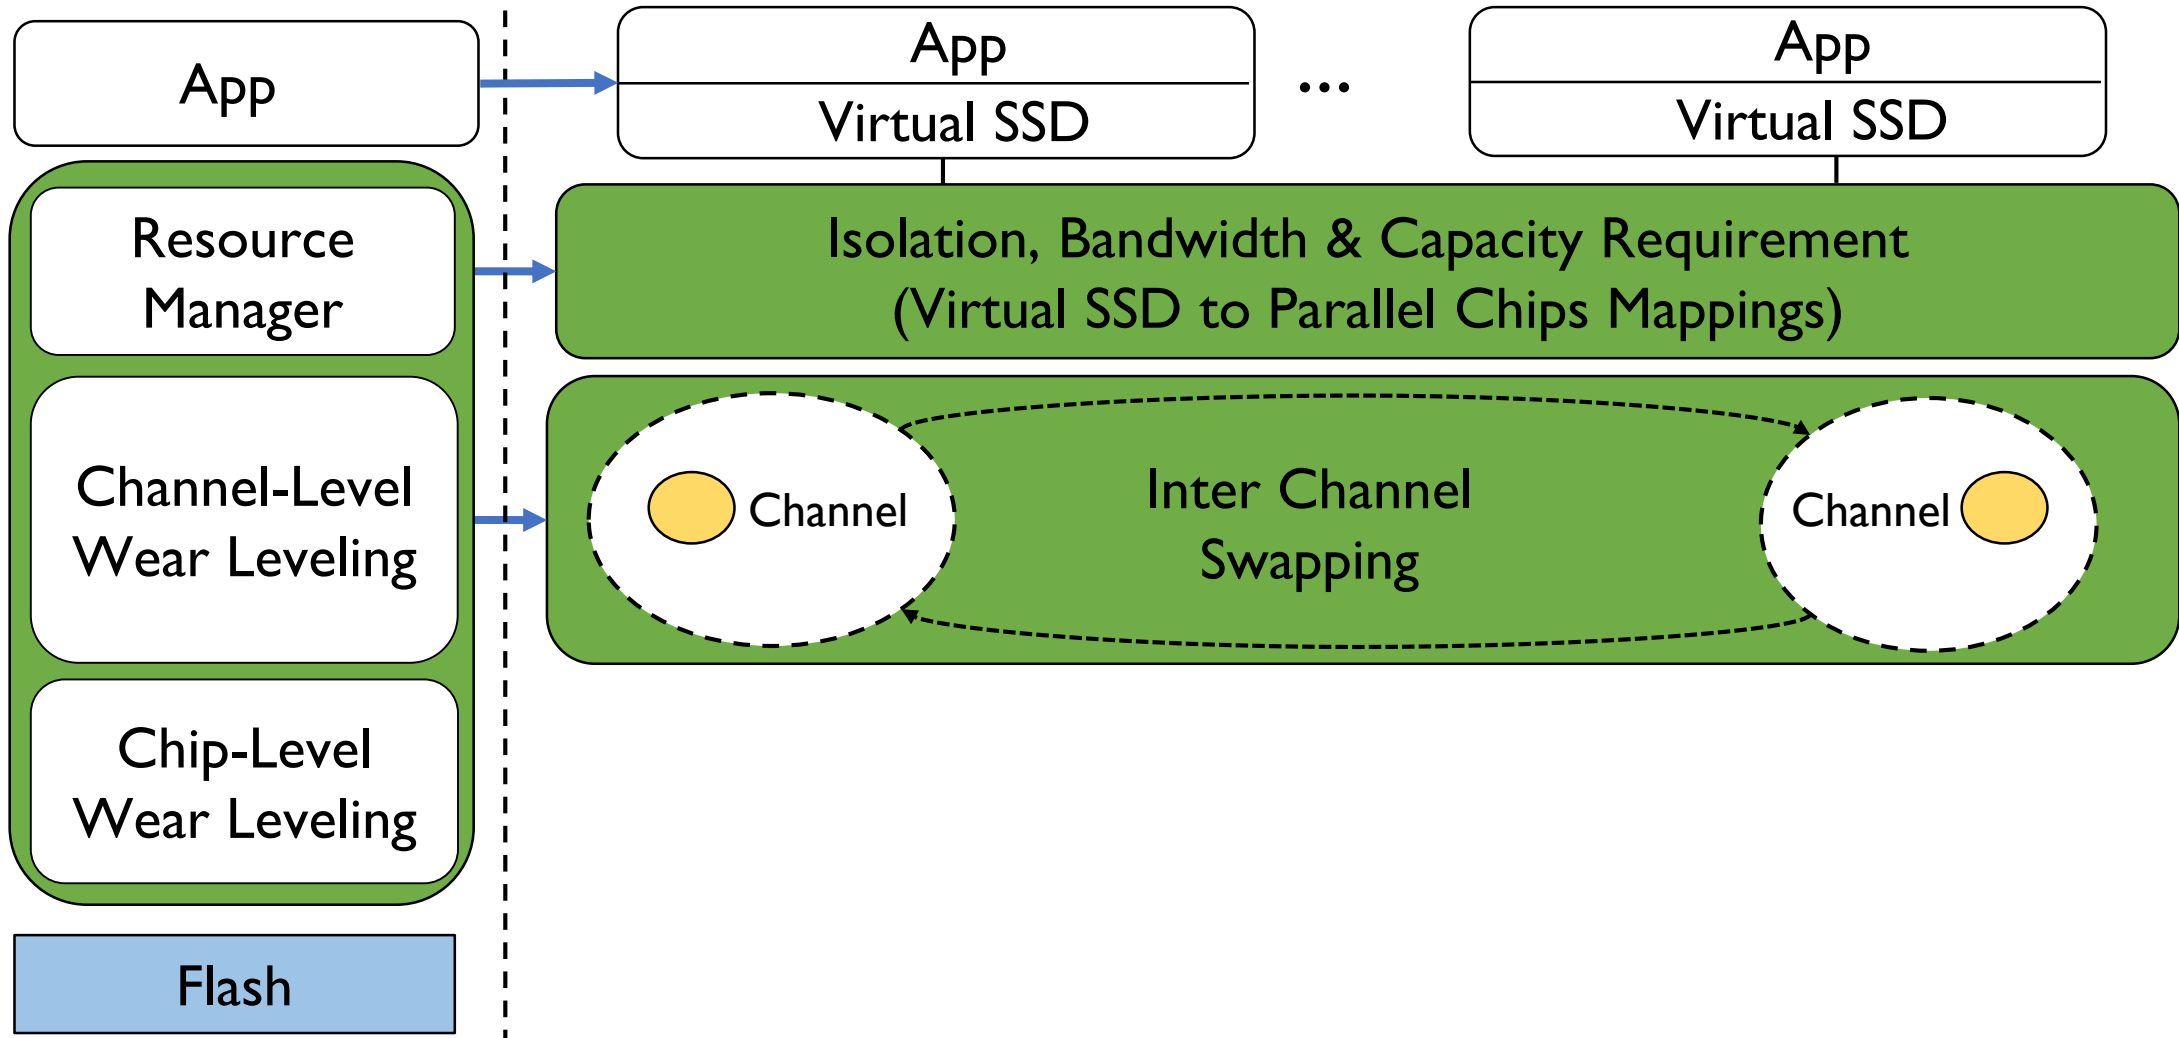 App
Resource
Manager
Channel-Level
Wear Leveling
Chip-Level
Wear Leveling
Flash
App
Virtual SSD
...
App
Virtual SSD
Isolation, Bandwidth & Capacity Requirement
(Virtual SSD to Parallel Chips Mappings)
Channel
Inter Channel
Swapping
Channel